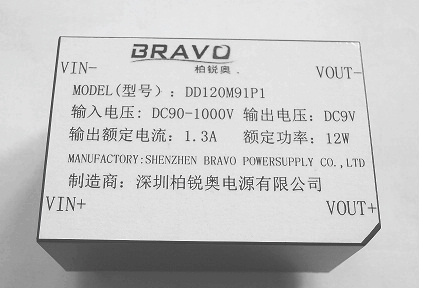 BRAVO
柏锐奥
VIN-
VOUT-
MODEL(型号): DD120M91P1
输入电压: DC90-1000V 输出电压: DC9V
输出额定电流: 1.3A 额定功率: 12W
MANUFACTORY:SHENZHEN BRAVO POWERSUPPLY CO.,LTD
制造商: 深圳柏锐奥电源有限公司
VIN+
VOUT+